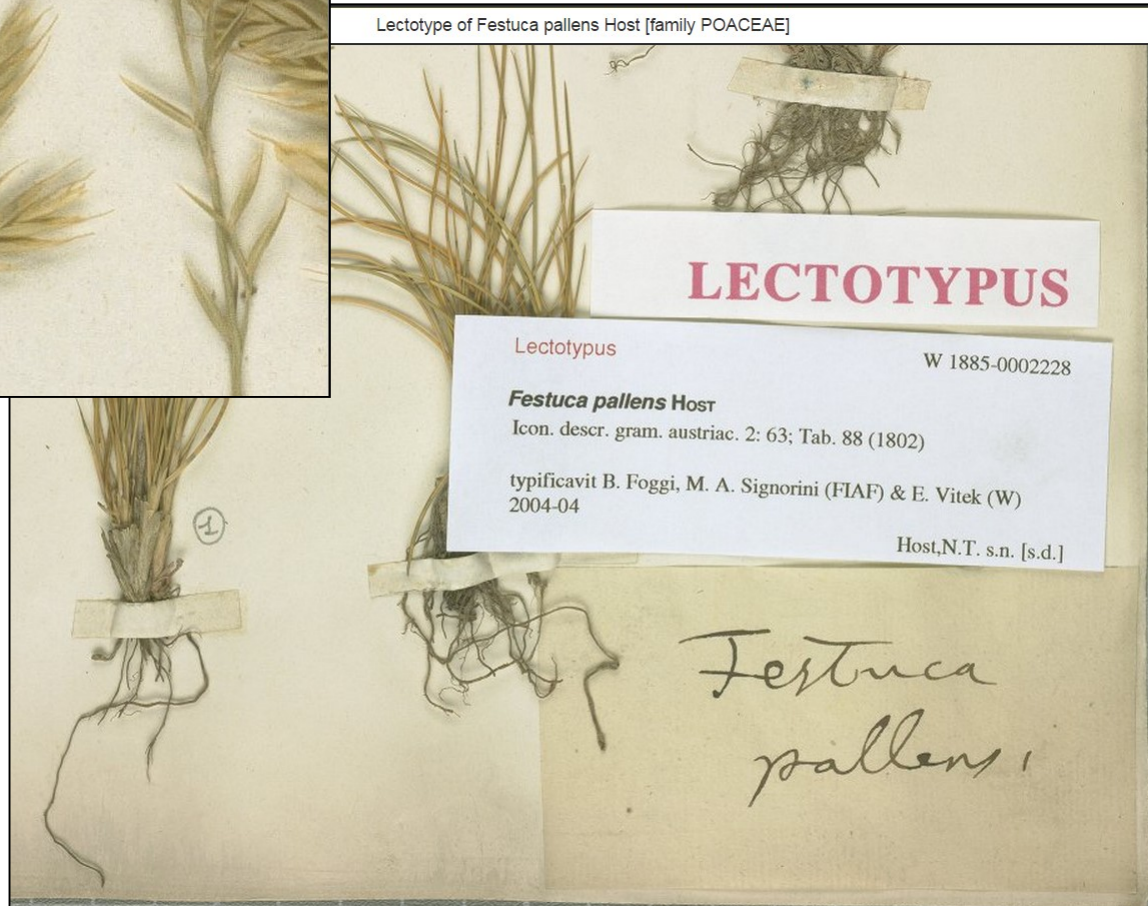 Lectotype of Festuca pallens Host [family POACEAE]
LECTOTYPUS
Lectotypus
W 1885-0002228
Festuca pallens HOST
Icon. descr. gram. austriac. 2: 63; Tab. 88 (1802)
typificavit B. Foggi, M. A. Signorini (FIAF) & E. Vitek (W)
2004-04
Host,N.T. s.n. [s.d.]
1
Festuca
pallens